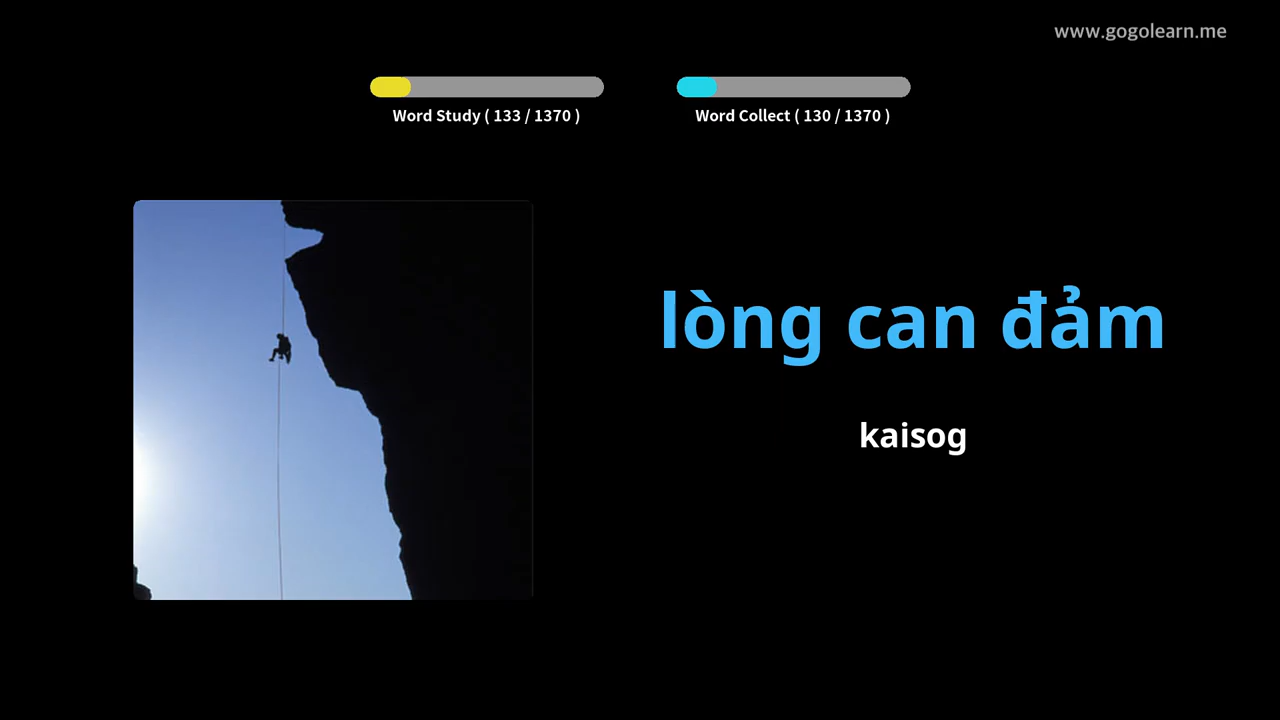 www.gogolearn.me
Word Study ( 133 / 1370 )
Word Collect ( 130 / 1370 )
lòng can đảm
kaisog